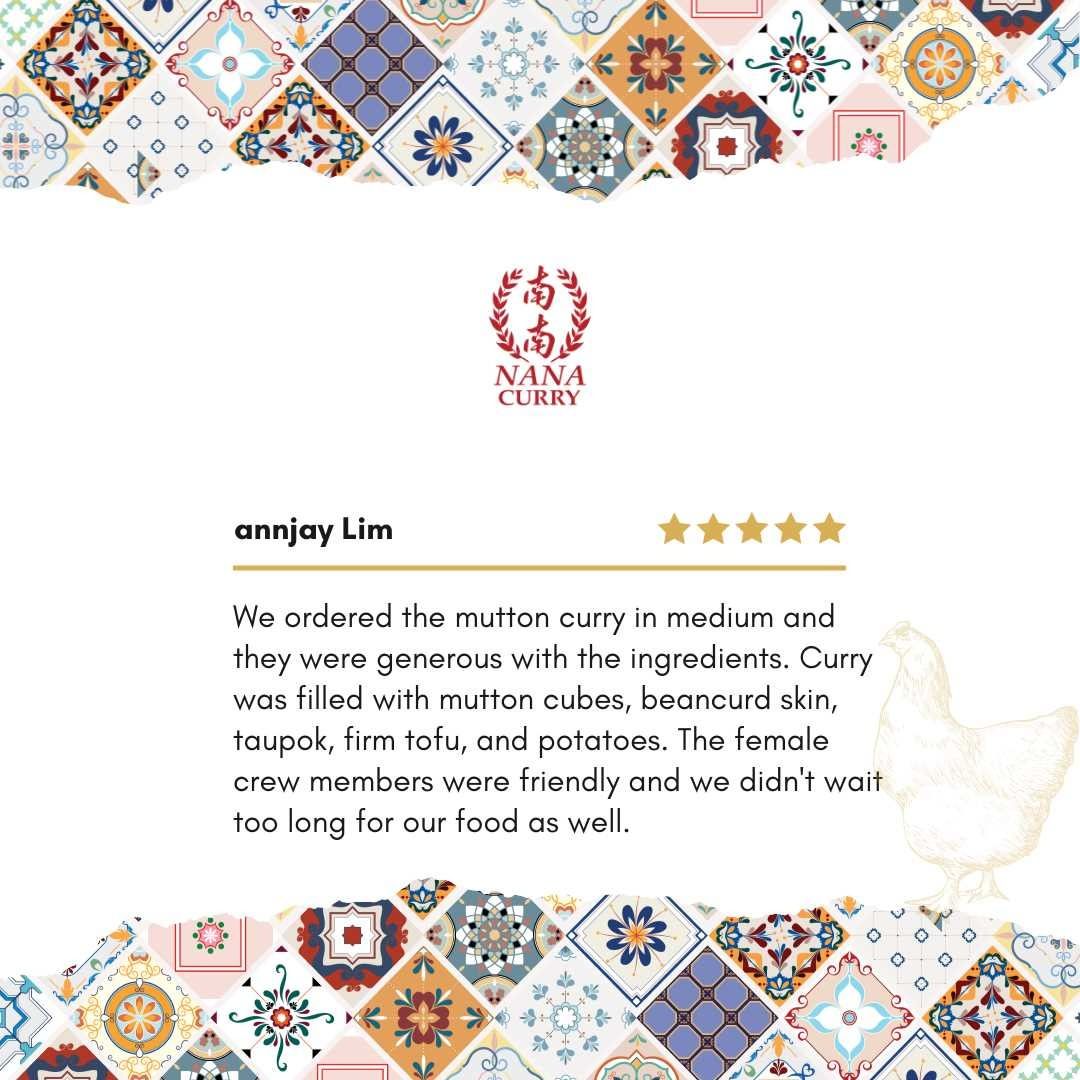 南
南
NANA
CURRY
annjay Lim
We ordered the mutton curry in medium and
they were generous with the ingredients. Curry
was filled with mutton cubes, beancurd skin,
taupok, firm tofu, and potatoes. The female
crew members were friendly and we didn't wait
too long for our food as well.